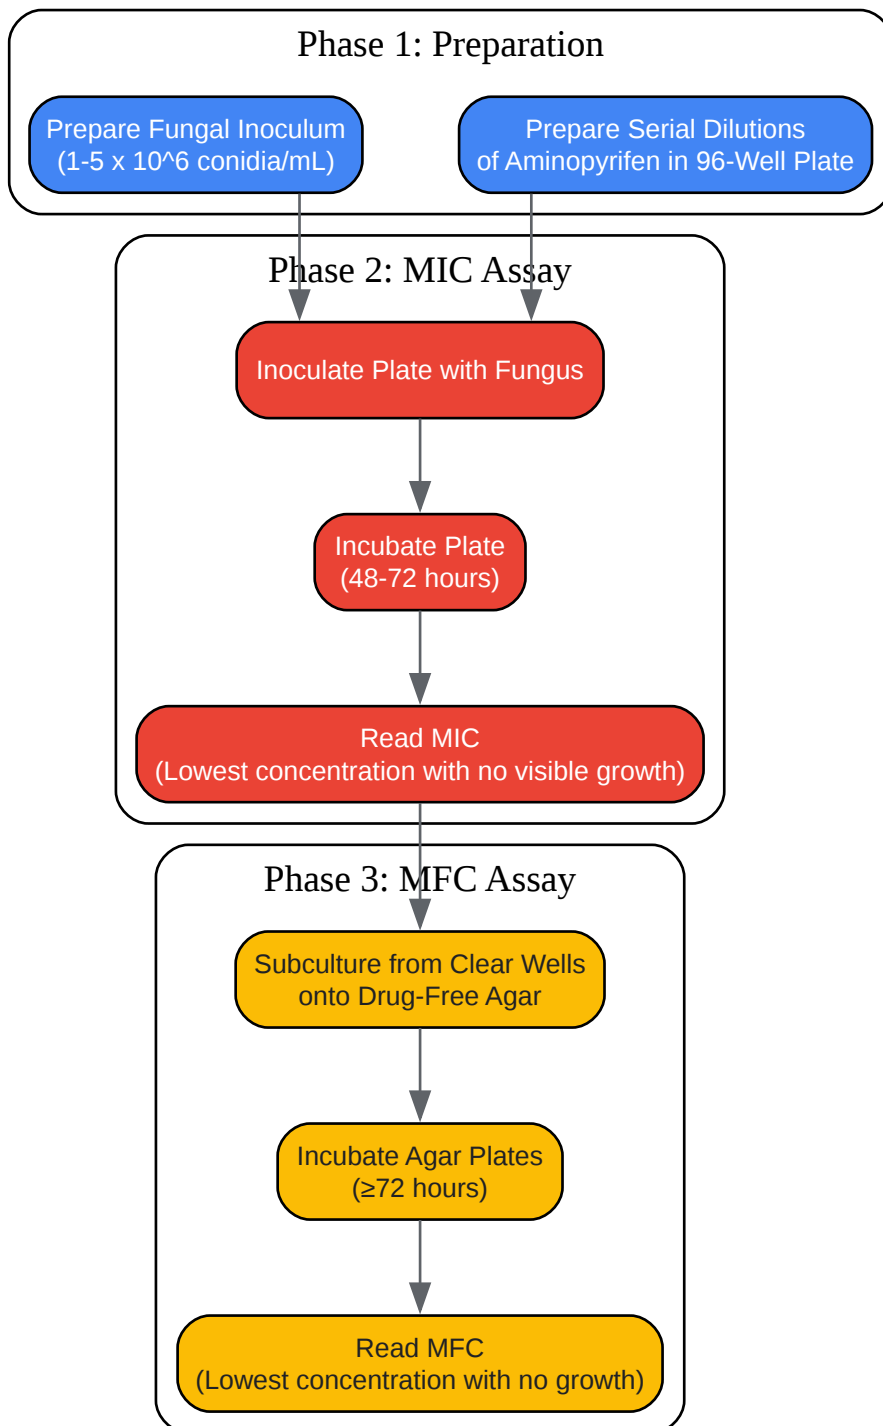 Phase 1: Preparation
Prepare Fungal Inoculum
(1-5 x 10^6 conidia/mL)
Prepare Serial Dilutions
of Aminopyrifen in 96-Well Plate
Phase 2: MIC Assay
Inoculate Plate with Fungus
Incubate Plate
(48-72 hours)
Read MIC
(Lowest concentration with no visible growth)
Phase 3: MFC Assay
Subculture from Clear Wells
onto Drug-Free Agar
Incubate Agar Plates
(≥72 hours)
Read MFC
(Lowest concentration with no growth)